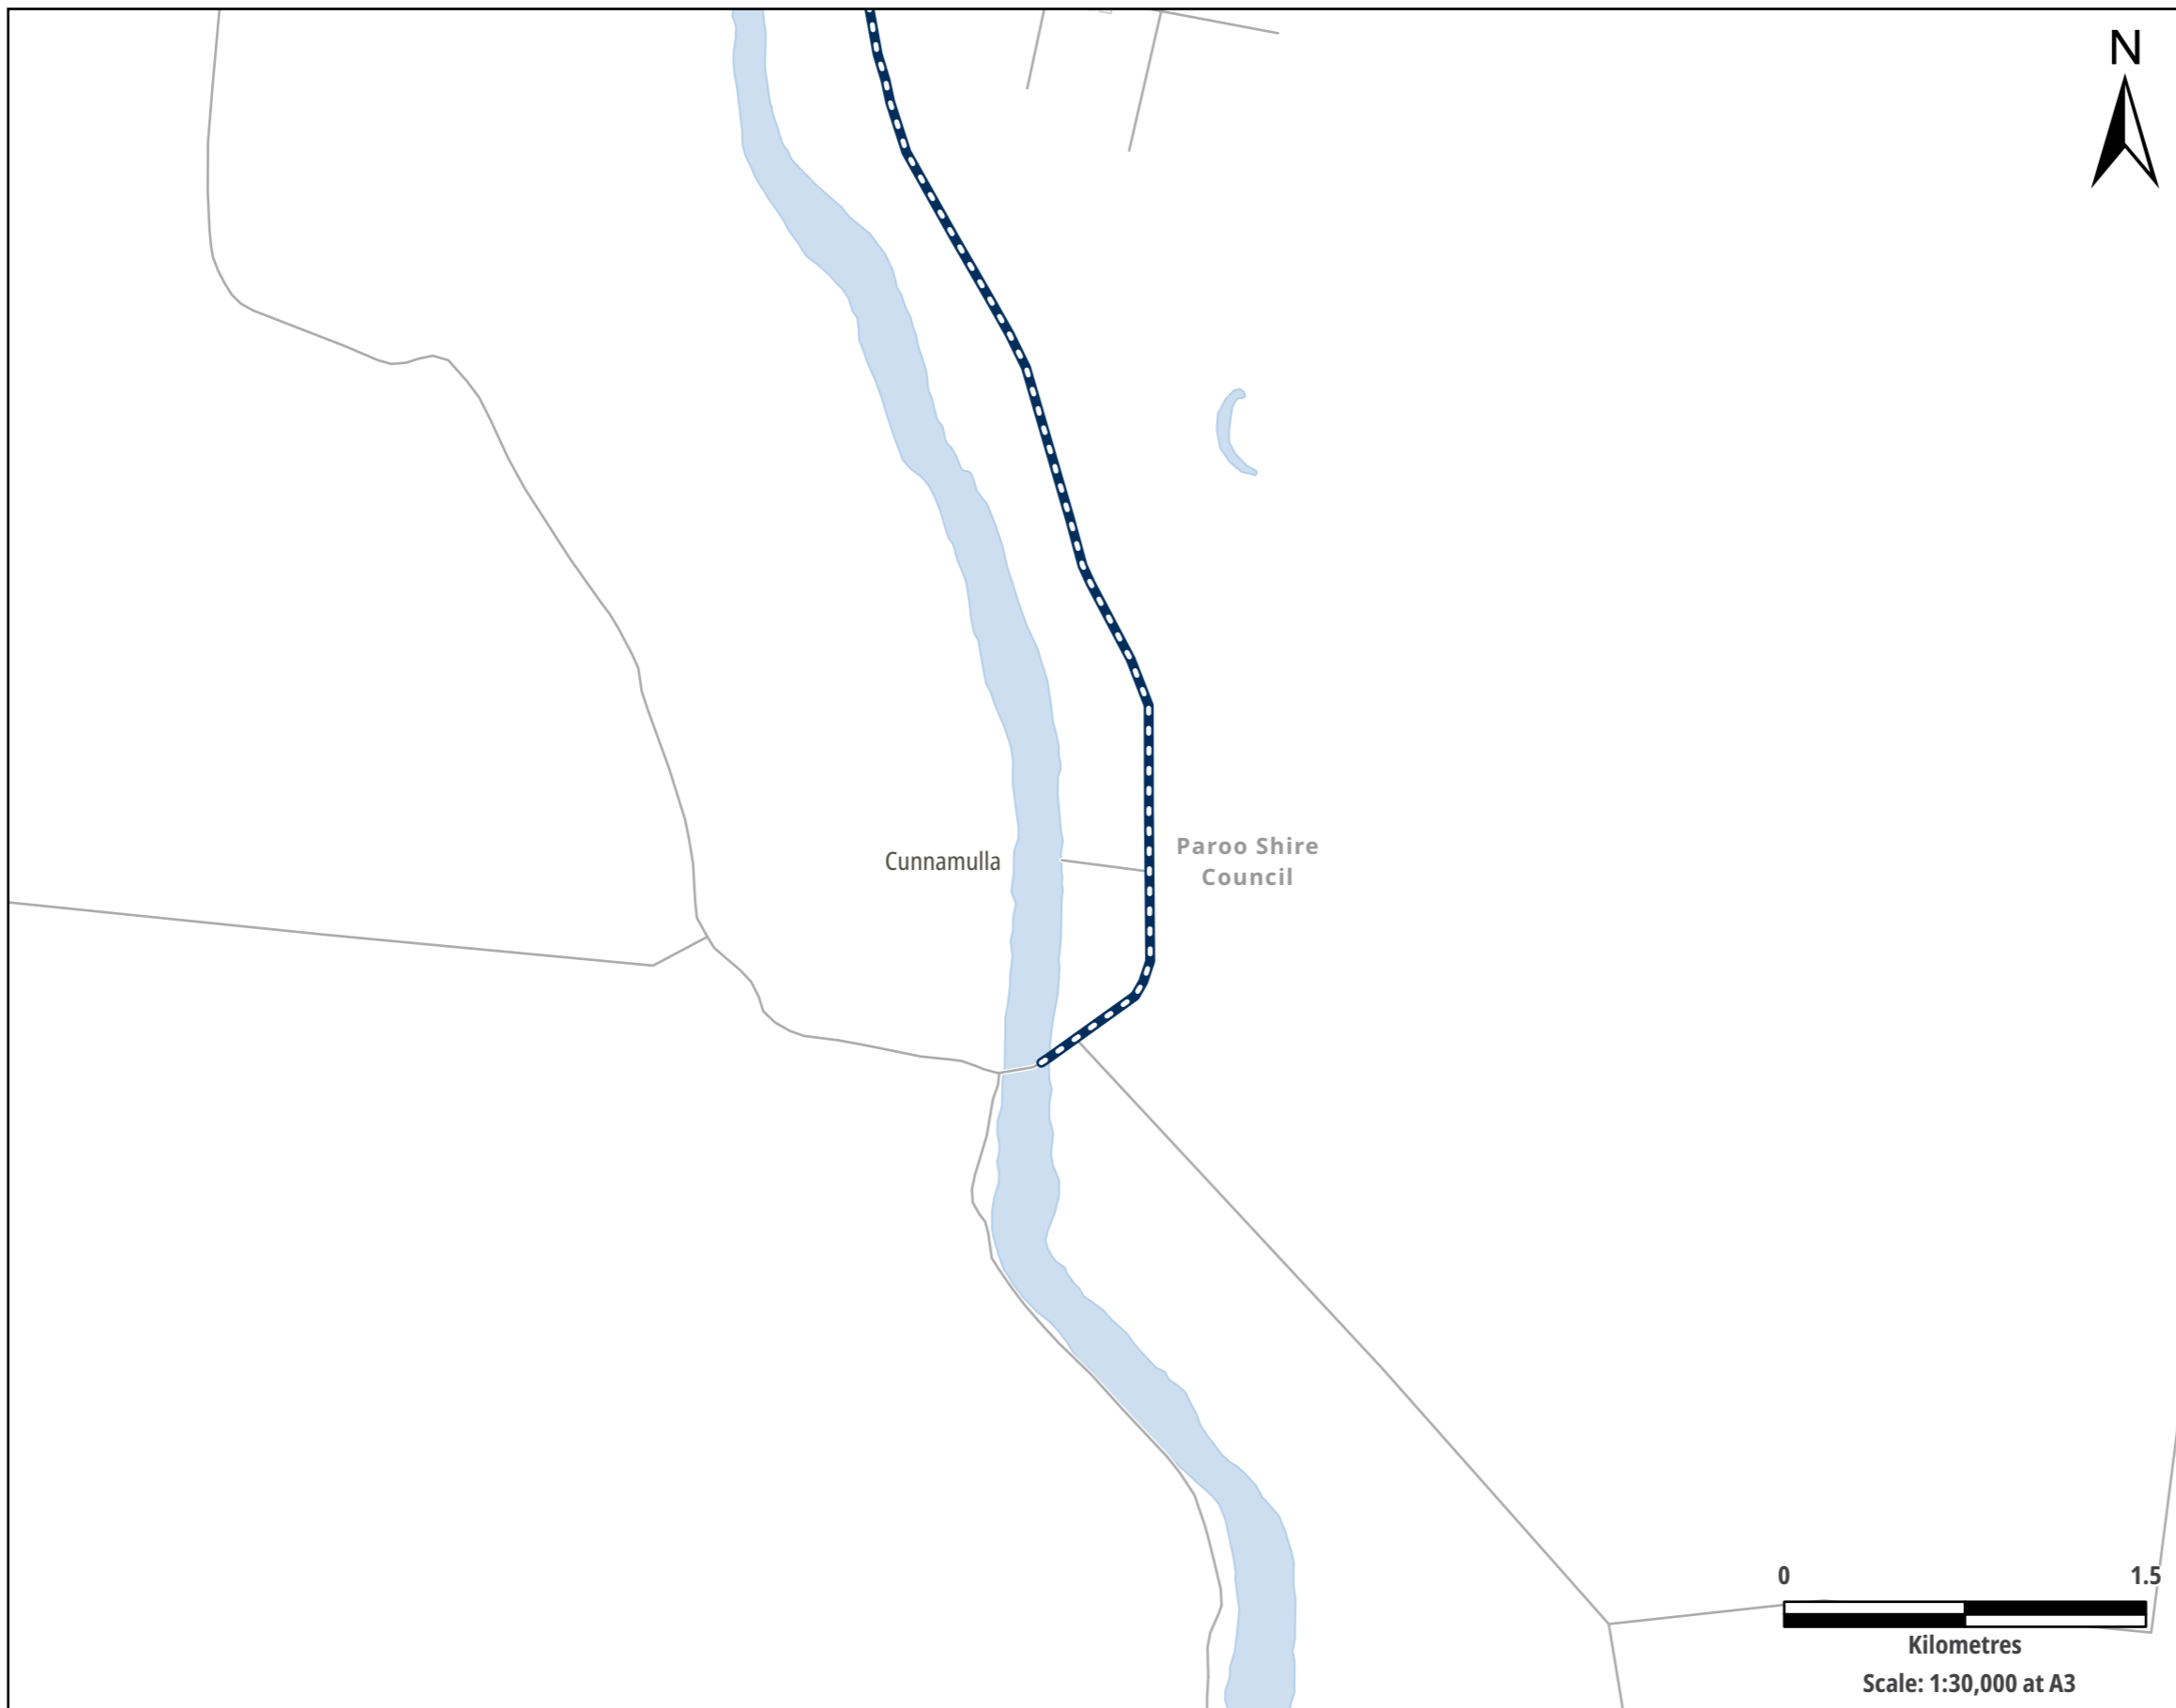 N
Cunnamulla
Paroo Shire
Council
0 1.5
Kilometres
Scale: 1:30,000 at A3